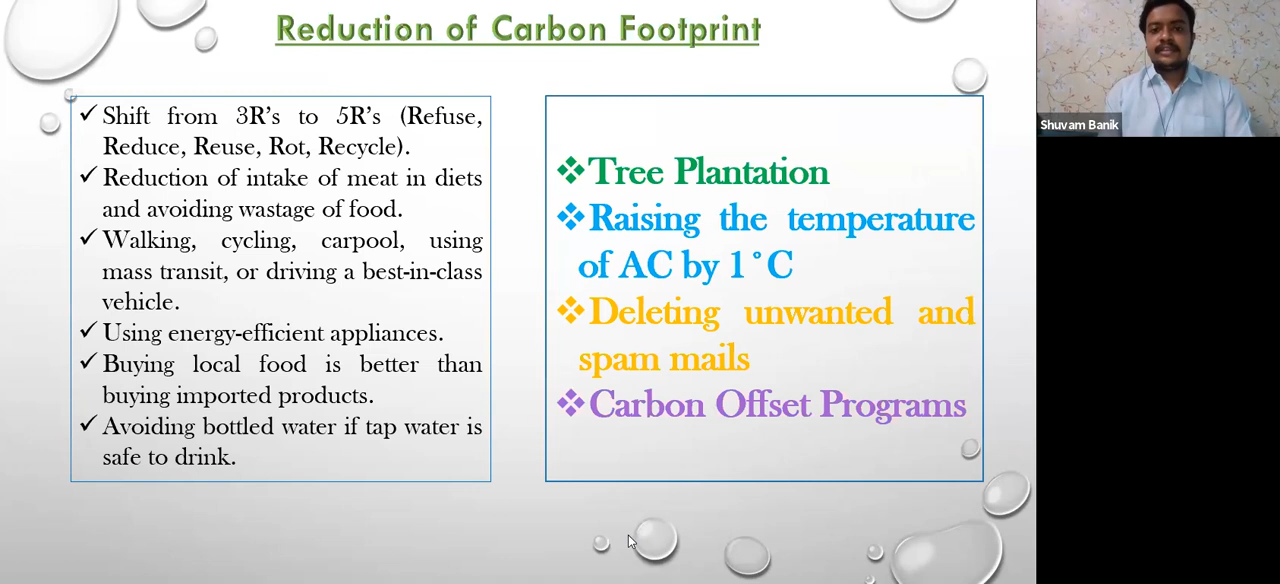 Reduction of Carbon Footprint
✓ Shift from 3R's to 5R's (Refuse,
Reduce, Reuse, Rot, Recycle).
✓ Reduction of intake of meat in diets
and avoiding wastage of food.
✓ Walking, cycling, carpool, using
mass transit, or driving a best-in-class
vehicle.
✓ Using energy-efficient appliances.
✓ Buying local food is better than
buying imported products.
✓ Avoiding bottled water if tap water is
safe to drink.
❖Tree Plantation
❖Raising the temperature
of AC by 1°C
❖Deleting unwanted and
spam mails
❖Carbon Offset Programs
Shuvam Banik